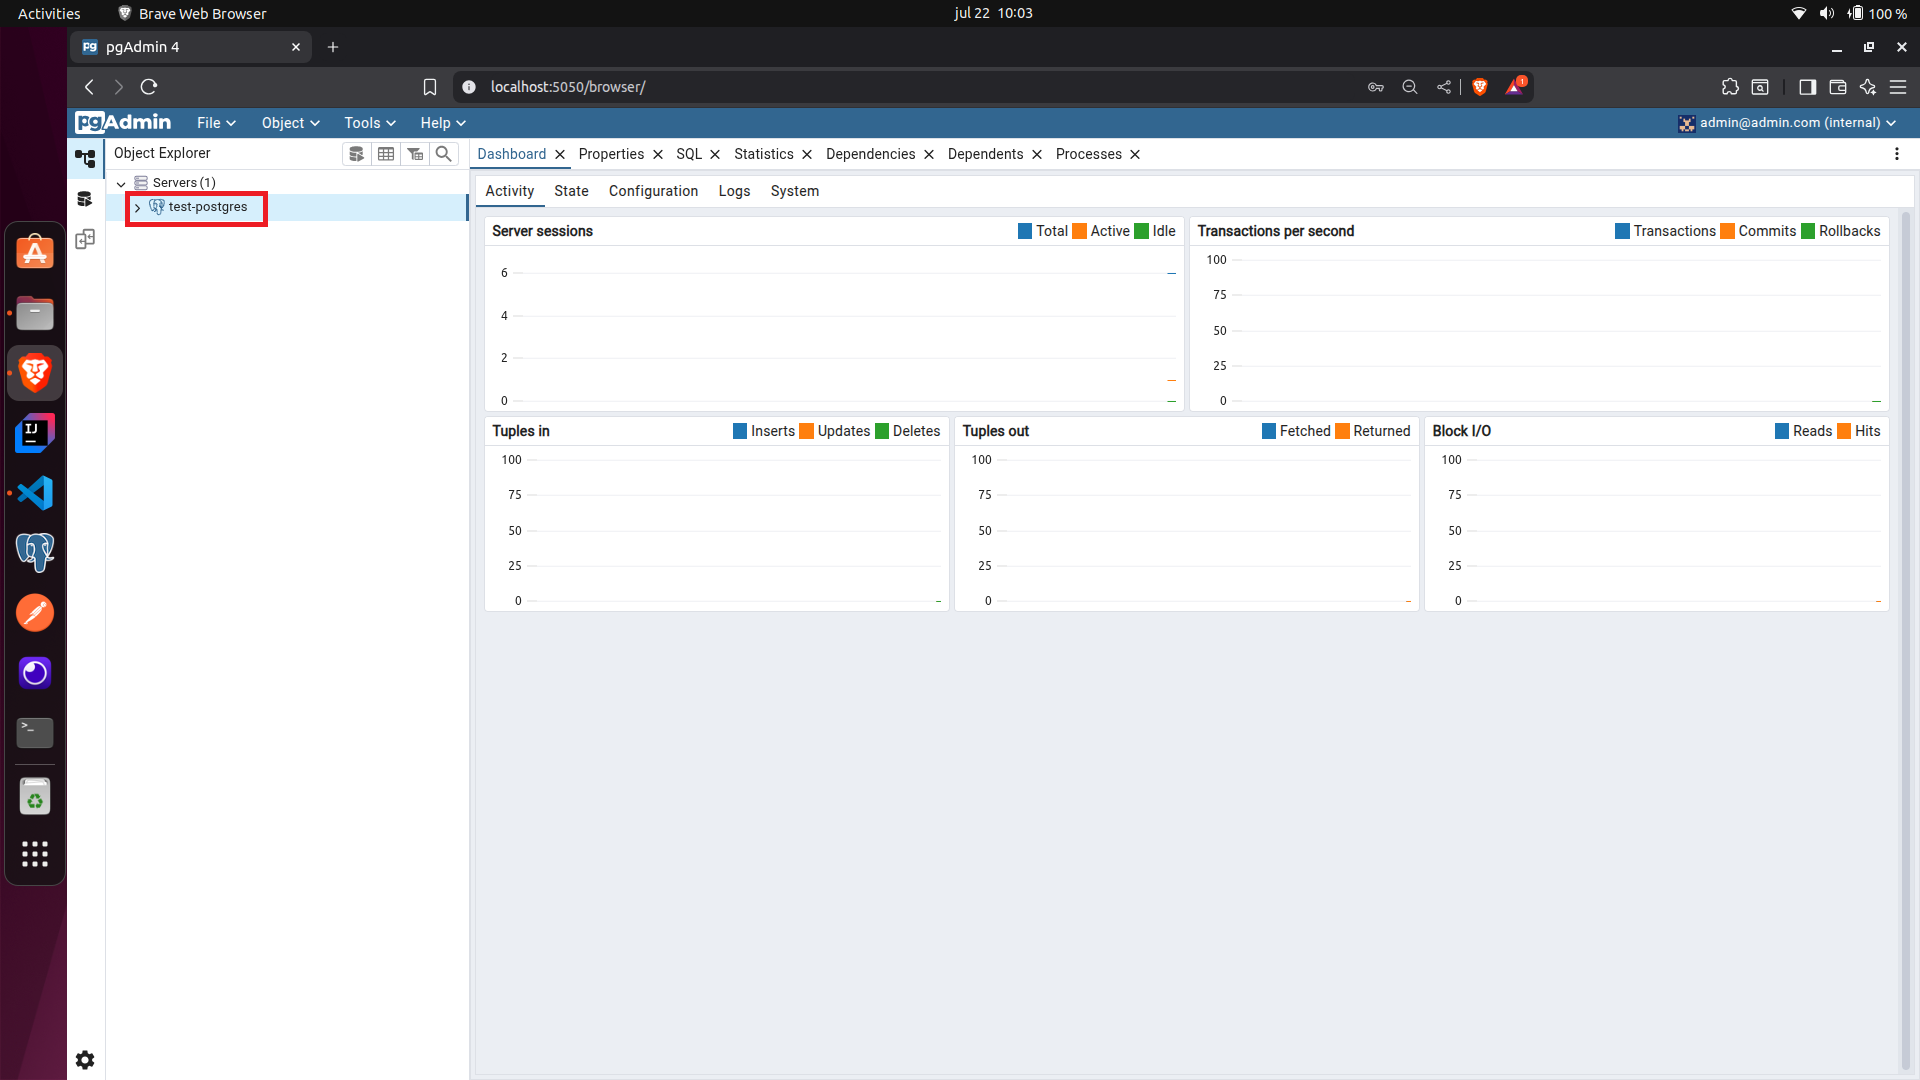 Activities Brave Web Browser jul 22 10:03 100 %
pgAdmin 4
localhost:5050/browser/ 1
pgAdmin File Object Tools Help admin@admin.com (internal)
Object Explorer
Dashboard Properties SQL Statistics Dependencies Dependents Processes
Servers (1)
test-postgres
Activity State Configuration Logs System
Server sessions Total Active Idle
6
4
2
0
Transactions per second Transactions Commits Rollbacks
100
75
50
25
0
Tuples in Inserts Updates Deletes
100
75
50
25
0
Tuples out Fetched Returned
100
75
50
25
0
Block I/O Reads Hits
100
75
50
25
0
IJ
>_